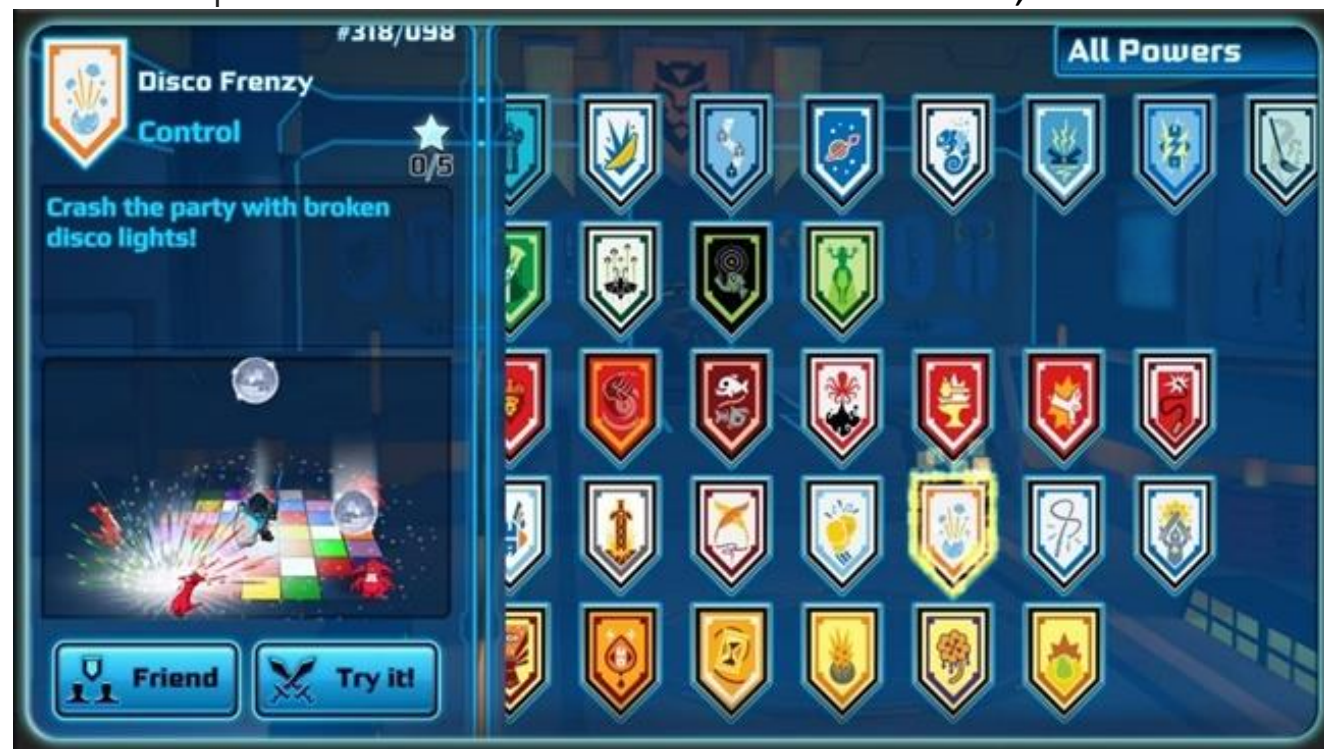 #318/098
Disco Frenzy
Control
0/5
Crash the party with broken
disco lights!
Friend
Try it!
All Powers